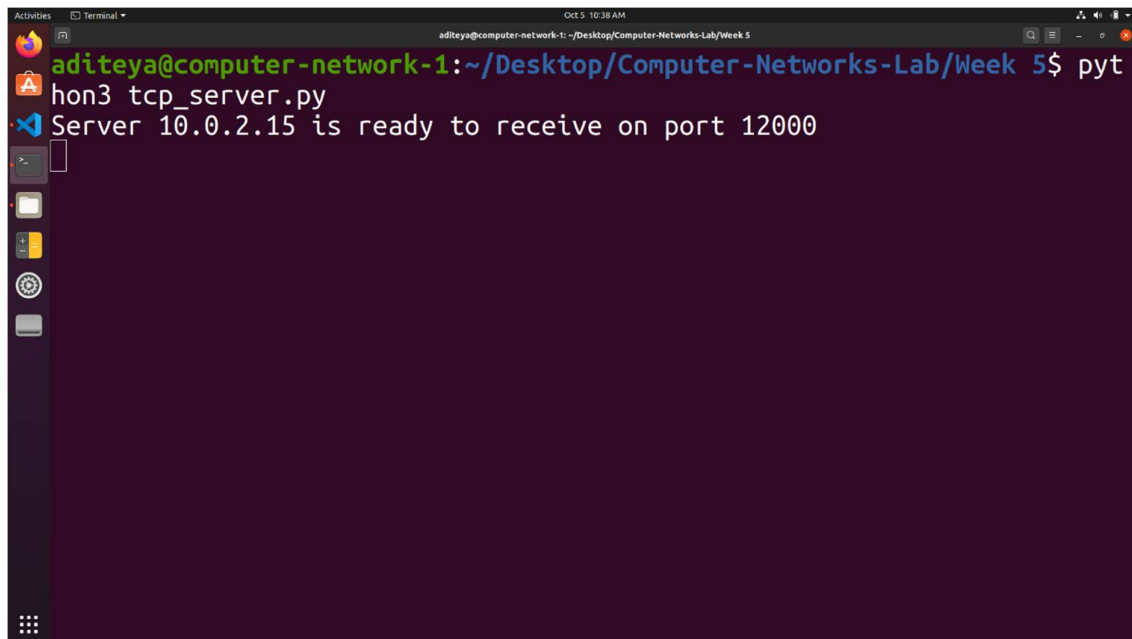 Activities Terminal Oct 5 10:38 AM
aditeya@computer-network-1: ~/Desktop/Computer-Networks-Lab/Week 5
aditeya@computer-network-1:~/Desktop/Computer-Networks-Lab/Week 5$ pyt
hon3 tcp_server.py
Server 10.0.2.15 is ready to receive on port 12000